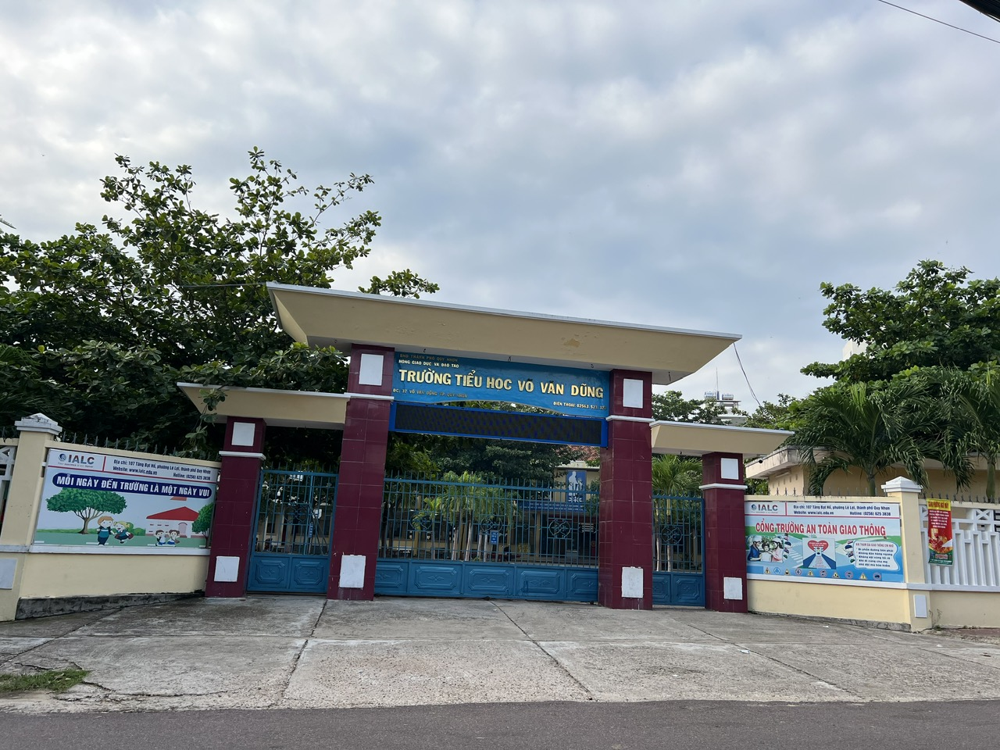 UBND THÀNH PHỐ QUY NHƠN
PHÒNG GIÁO DỤC VÀ ĐÀO TẠO
TRƯỜNG TIỂU HỌC VÕ VĂN DŨNG
ĐC: 37 VÕ VĂN DŨNG TP. QUY NHƠN
ĐIỆN THOẠI: 02563 523
IALC
Địa chỉ: 107 Tăng Bạt Hổ, phường Lê Lợi, thành phố Quy Nhơn
Website: www.ialc.edu.vn Hotline: (0256) 625 3838
MỖI NGÀY ĐẾN TRƯỜNG LÀ MỘT NGÀY VUI
IALC
Địa chỉ: 107 Tăng Bạt Hổ, phường Lê Lợi, thành phố Quy Nhơn
Website: www.ialc.edu.vn Hotline: (0256) 625 3838
CỔNG TRƯỜNG AN TOÀN GIAO THÔNG